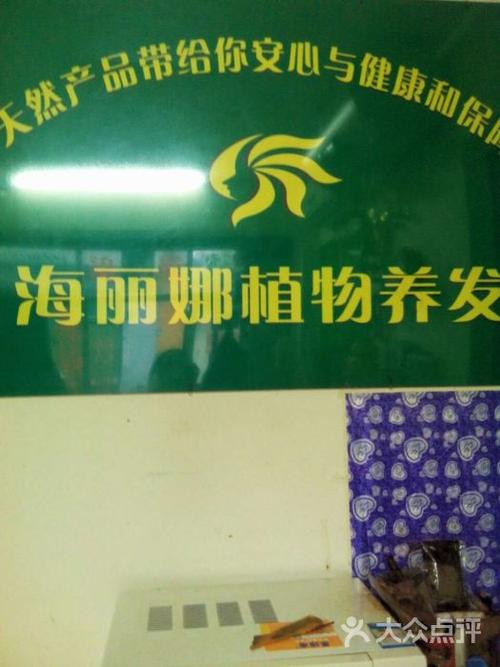 天然产品带给你安心与健康和保障
海丽娜植物养发
大众点评